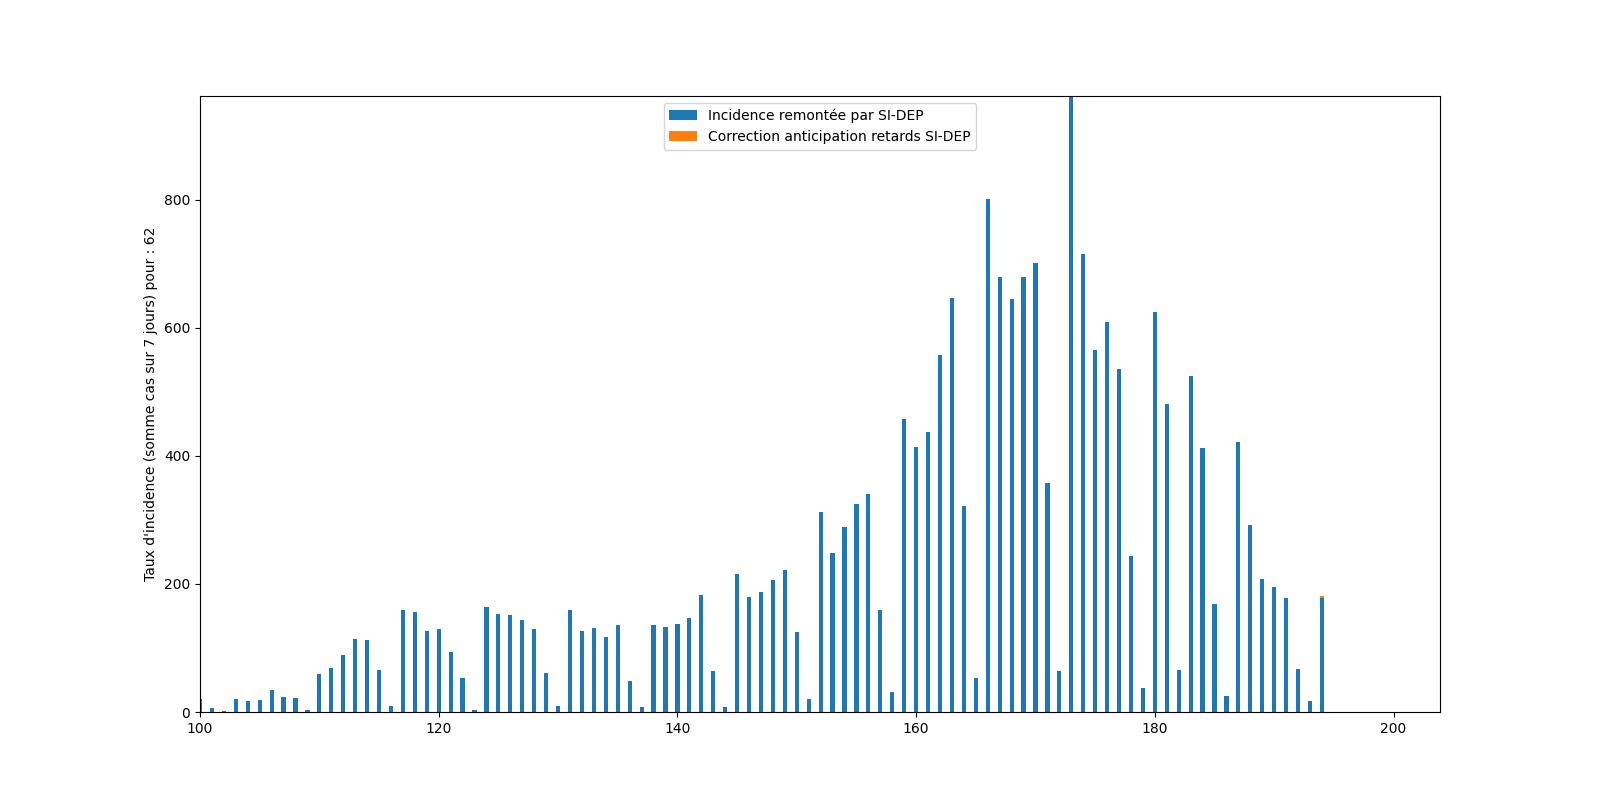 Incidence remontée par SI-DEP
Correction anticipation retards SI-DEP
Taux d'incidence (somme cas sur 7 jours) pour : 62
800
600
400
200
0
100 120 140 160 180 200